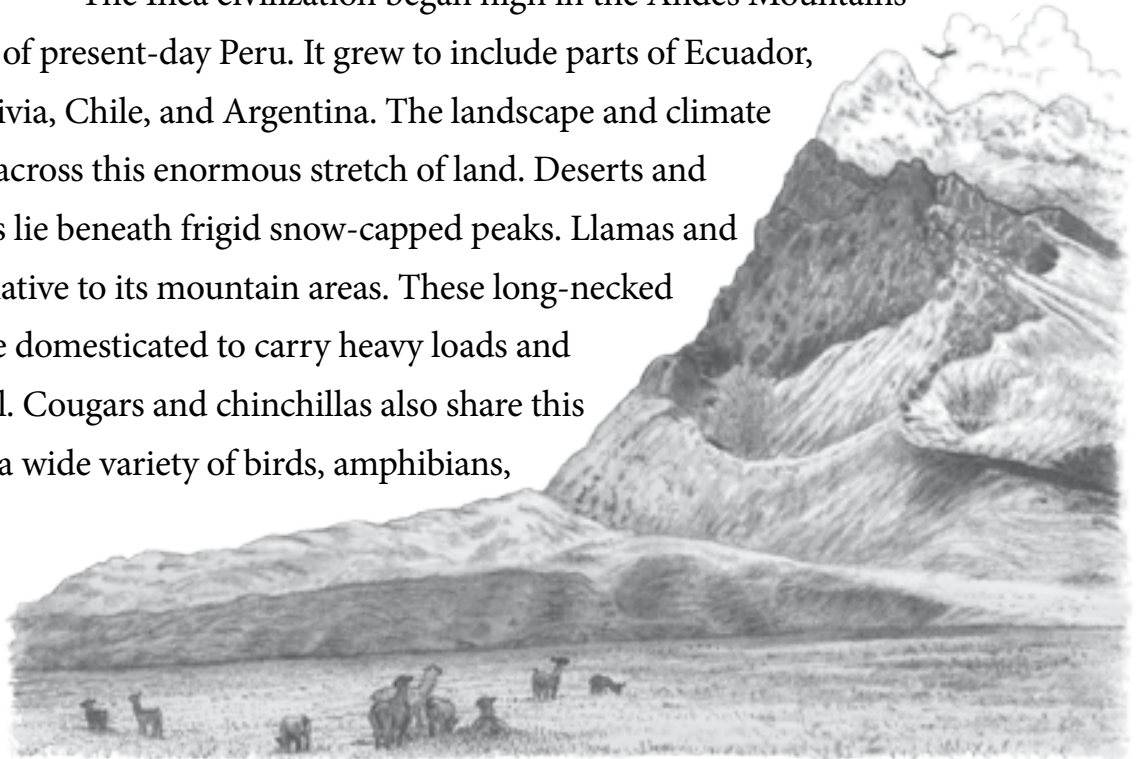 The Inca civilization began high in the Andes Mountains
of present-day Peru. It grew to include parts of Ecuador,
ivia, Chile, and Argentina. The landscape and climate
across this enormous stretch of land. Deserts and
s lie beneath frigid snow-capped peaks. Llamas and
ative to its mountain areas. These long-necked
e domesticated to carry heavy loads and
l. Cougars and chinchillas also share this
a wide variety of birds, amphibians,